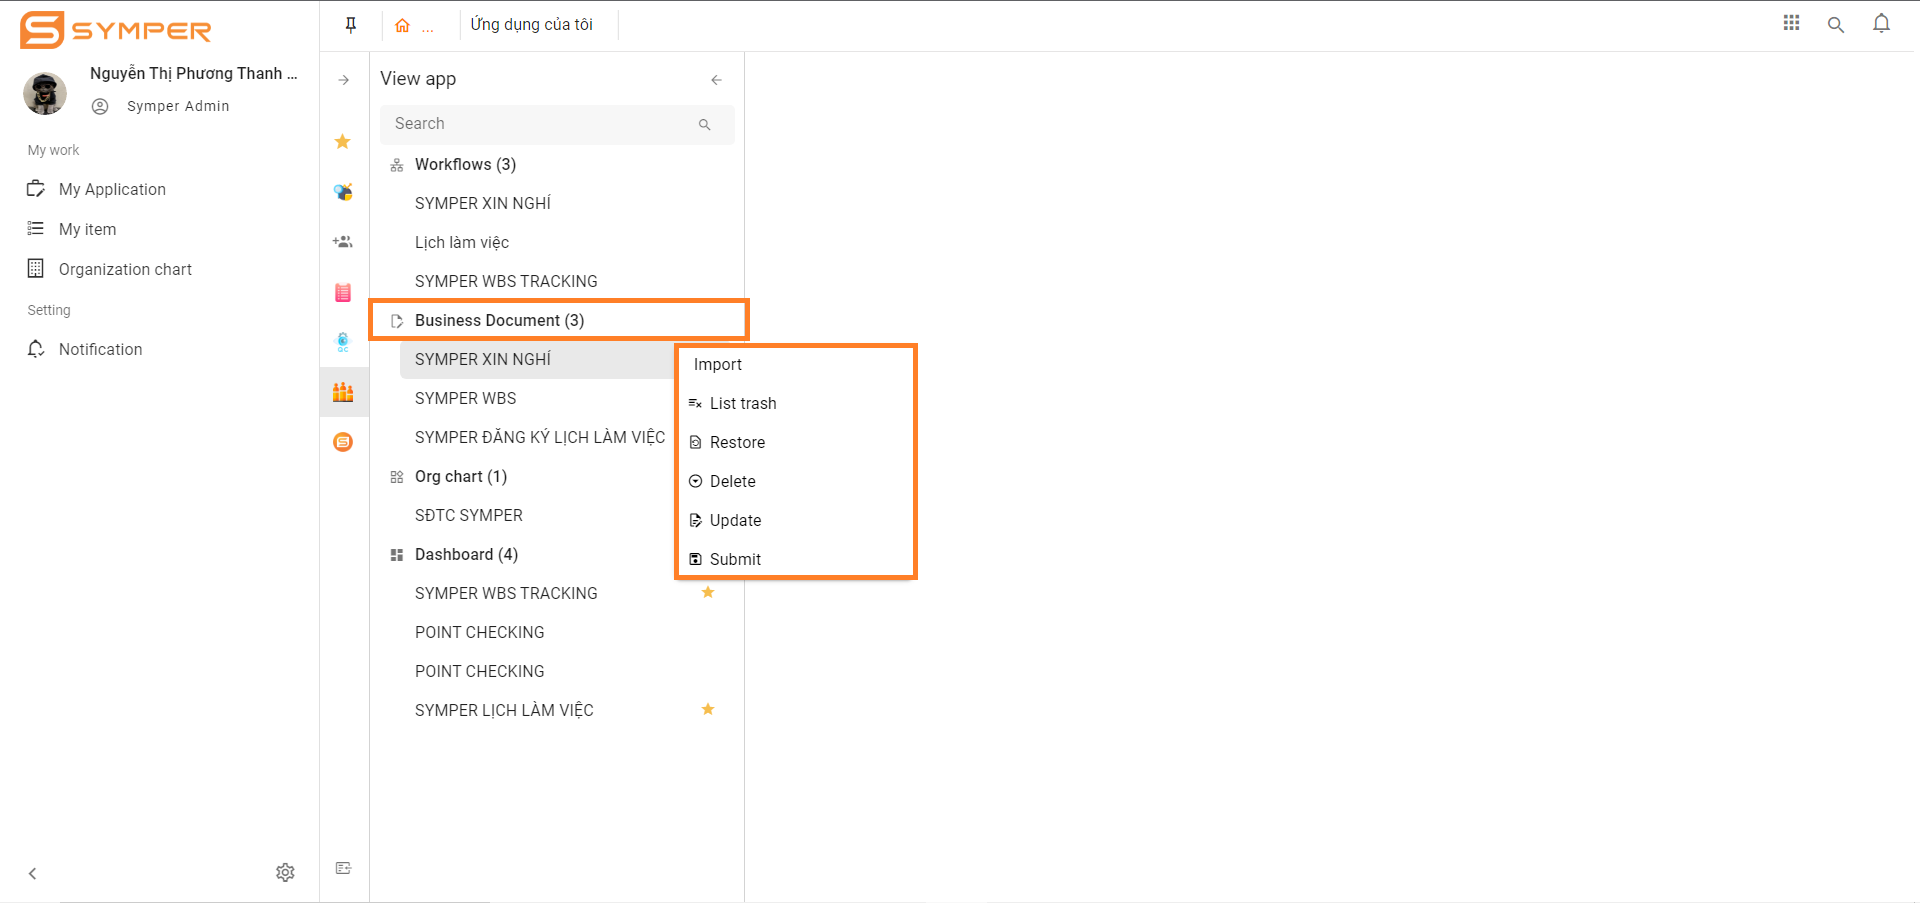 SYMPER
Nguyễn Thị Phương Thanh ...
Symper Admin
My work
My Application
My item
Organization chart
Setting
Notification
...
Ứng dụng của tôi
View app
Search
Workflows (3)
SYMPER XIN NGHÍ
Lịch làm việc
SYMPER WBS TRACKING
Business Document (3)
SYMPER XIN NGHÍ
SYMPER WBS
SYMPER ĐĂNG KÝ LỊCH LÀM VIỆC
Org chart (1)
SĐTC SYMPER
Dashboard (4)
SYMPER WBS TRACKING
POINT CHECKING
POINT CHECKING
SYMPER LỊCH LÀM VIỆC
Import
List trash
Restore
Delete
Update
Submit